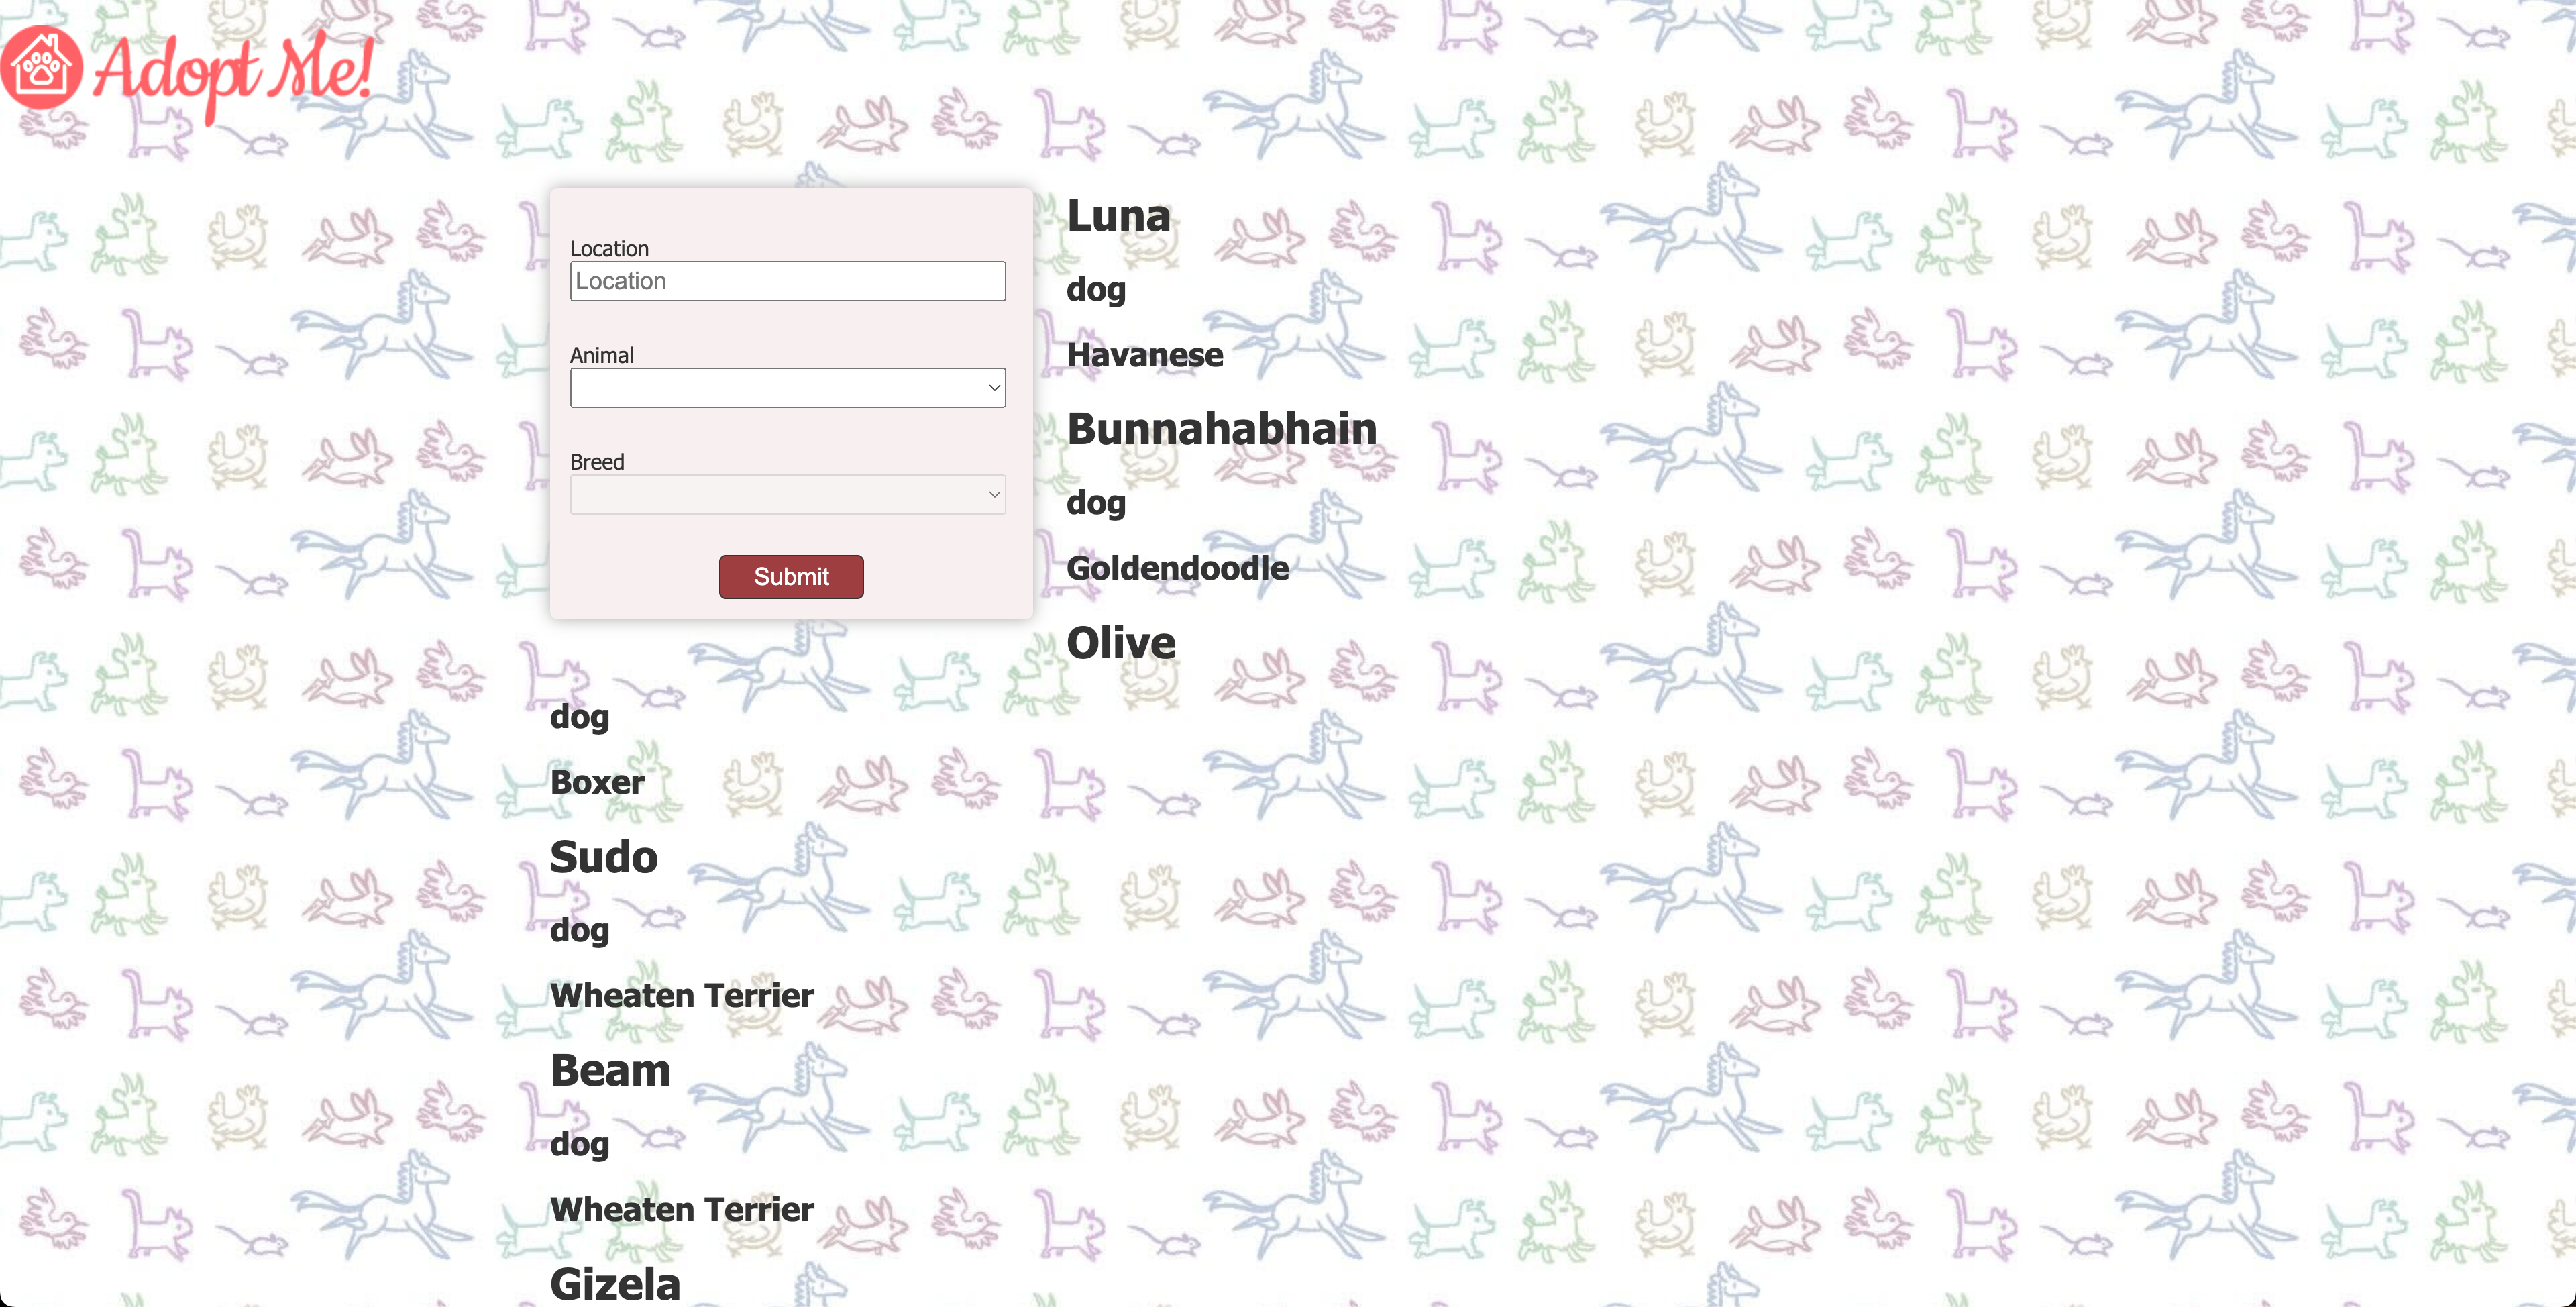 Adopt Me!
Location
Location
Animal
Breed
Submit
Luna
dog
Havanese
Bunnahabhain
dog
Goldendoodle
Olive
dog
Boxer
Sudo
dog
Wheaten Terrier
Beam
dog
Wheaten Terrier
Gizela